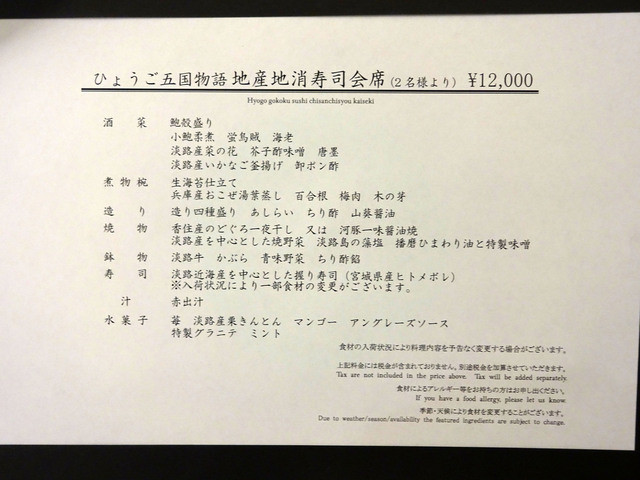 ひょうご五国物語 地産地消寿司会席 (2名様より) ¥12,000
Hyogo gokoku sushi chisanchisyou kaiseki
酒菜 鮑殻盛り
小鮑柔煮 蛍烏賊 海老
淡路産菜の花 芥子酢味噌 唐墨
淡路産いかなご釜揚げ 卸ポン酢
煮物椀 生海苔仕立て
兵庫産おこぜ湯葉蒸し 百合根 梅肉 木の芽
造り 造り四種盛り あしらい ちり酢 山葵醤油
焼物 香住産のどぐろ一夜干し 又は 河豚一味醤油焼
淡路産を中心とした焼野菜 淡路島の藻塩 播磨ひまわり油と特製味噌
鉢物 淡路牛 かぶら 青味野菜 ちり酢餡
寿司 淡路近海産を中心とした握り寿司(宮城県産ヒトメボレ)
※入荷状況により一部食材の変更がございます。
汁 赤出汁
水菓子 苺 淡路産栗きんとん マンゴー アングレーズソース
特製グラニテ ミント
食材の入荷状況により料理内容を予告なく変更する場合がございます。
上記料金には税金が含まれておりません。別途税金を加算させていただきます。
Tax are not included in the price above. Tax will be added separately.
食材によるアレルギー等をお持ちの方はお申し出ください。
If you have a food allergy, please let us know.
季節・天候により食材を変更することがございます。
Due to weather/season/availability the featured ingredients are subject to change.